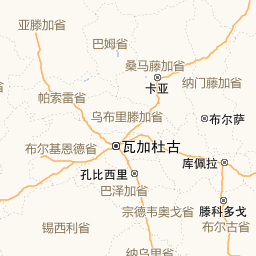 亚滕加省
巴姆省
桑马滕加省
卡亚
纳门滕加省
帕索雷省
乌布里滕加省
布尔萨
瓦加杜古
布尔基恩德省
库佩拉
孔比西里
巴泽加省
宗德韦奥戈省
滕科多戈
锡西利省
布尔古省
纳乌里省